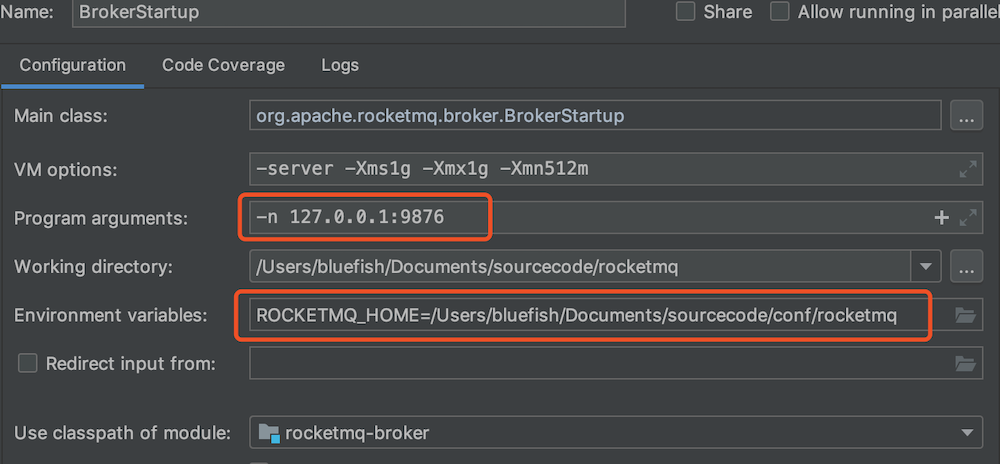 Name: BrokerStartup Share Allow running in parallel
Configuration Code Coverage Logs
Main class: org.apache.rocketmq.broker.BrokerStartup ...
VM options: -server -Xms1g -Xmx1g -Xmn512m
Program arguments: -n 127.0.0.1:9876
Working directory: /Users/bluefish/Documents/sourcecode/rocketmq ...
Environment variables: ROCKETMQ_HOME=/Users/bluefish/Documents/sourcecode/conf/rocketmq
Redirect input from:
Use classpath of module: rocketmq-broker